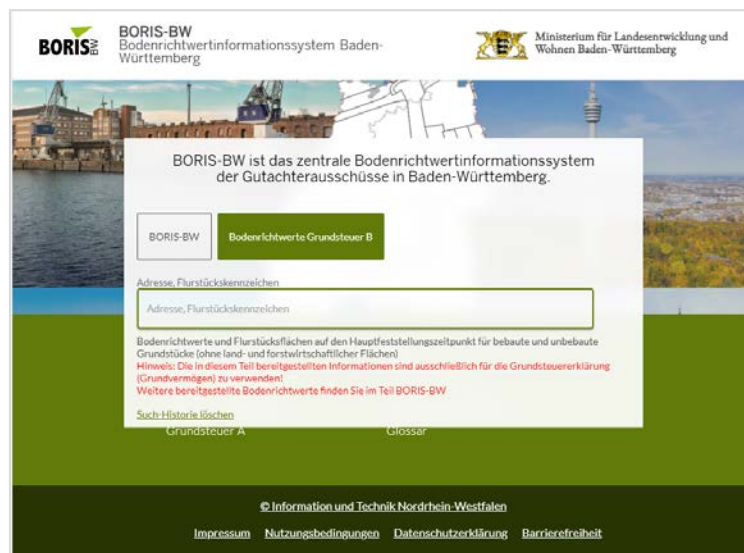 BORIS BW
BORIS-BW
Bodenrichtwertinformationssystem Baden-
Württemberg
Ministerium für Landesentwicklung und
Wohnen Baden-Württemberg
BORIS-BW ist das zentrale Bodenrichtwertinformationssystem
der Gutachterausschüsse in Baden-Württemberg.
BORIS-BW
Bodenrichtwerte Grundsteuer B
Adresse, Flurstückskennzeichen
Adresse, Flurstückskennzeichen
Bodenrichtwerte und Flurstücksflächen auf den Hauptfeststellungszeitpunkt für bebaute und unbebaute
Grundstücke (ohne land- und forstwirtschaftlicher Flächen)
Hinweis: Die in diesem Teil bereitgestellten Informationen sind ausschließlich für die Grundsteuererklärung
(Grundvermögen) zu verwenden!
Weitere bereitgestellte Bodenrichtwerte finden Sie im Teil BORIS-BW
Such-Historie löschen
Grundsteuer A
Glossar
© Information und Technik Nordrhein-Westfalen
Impressum Nutzungsbedingungen Datenschutzerklärung Barrierefreiheit